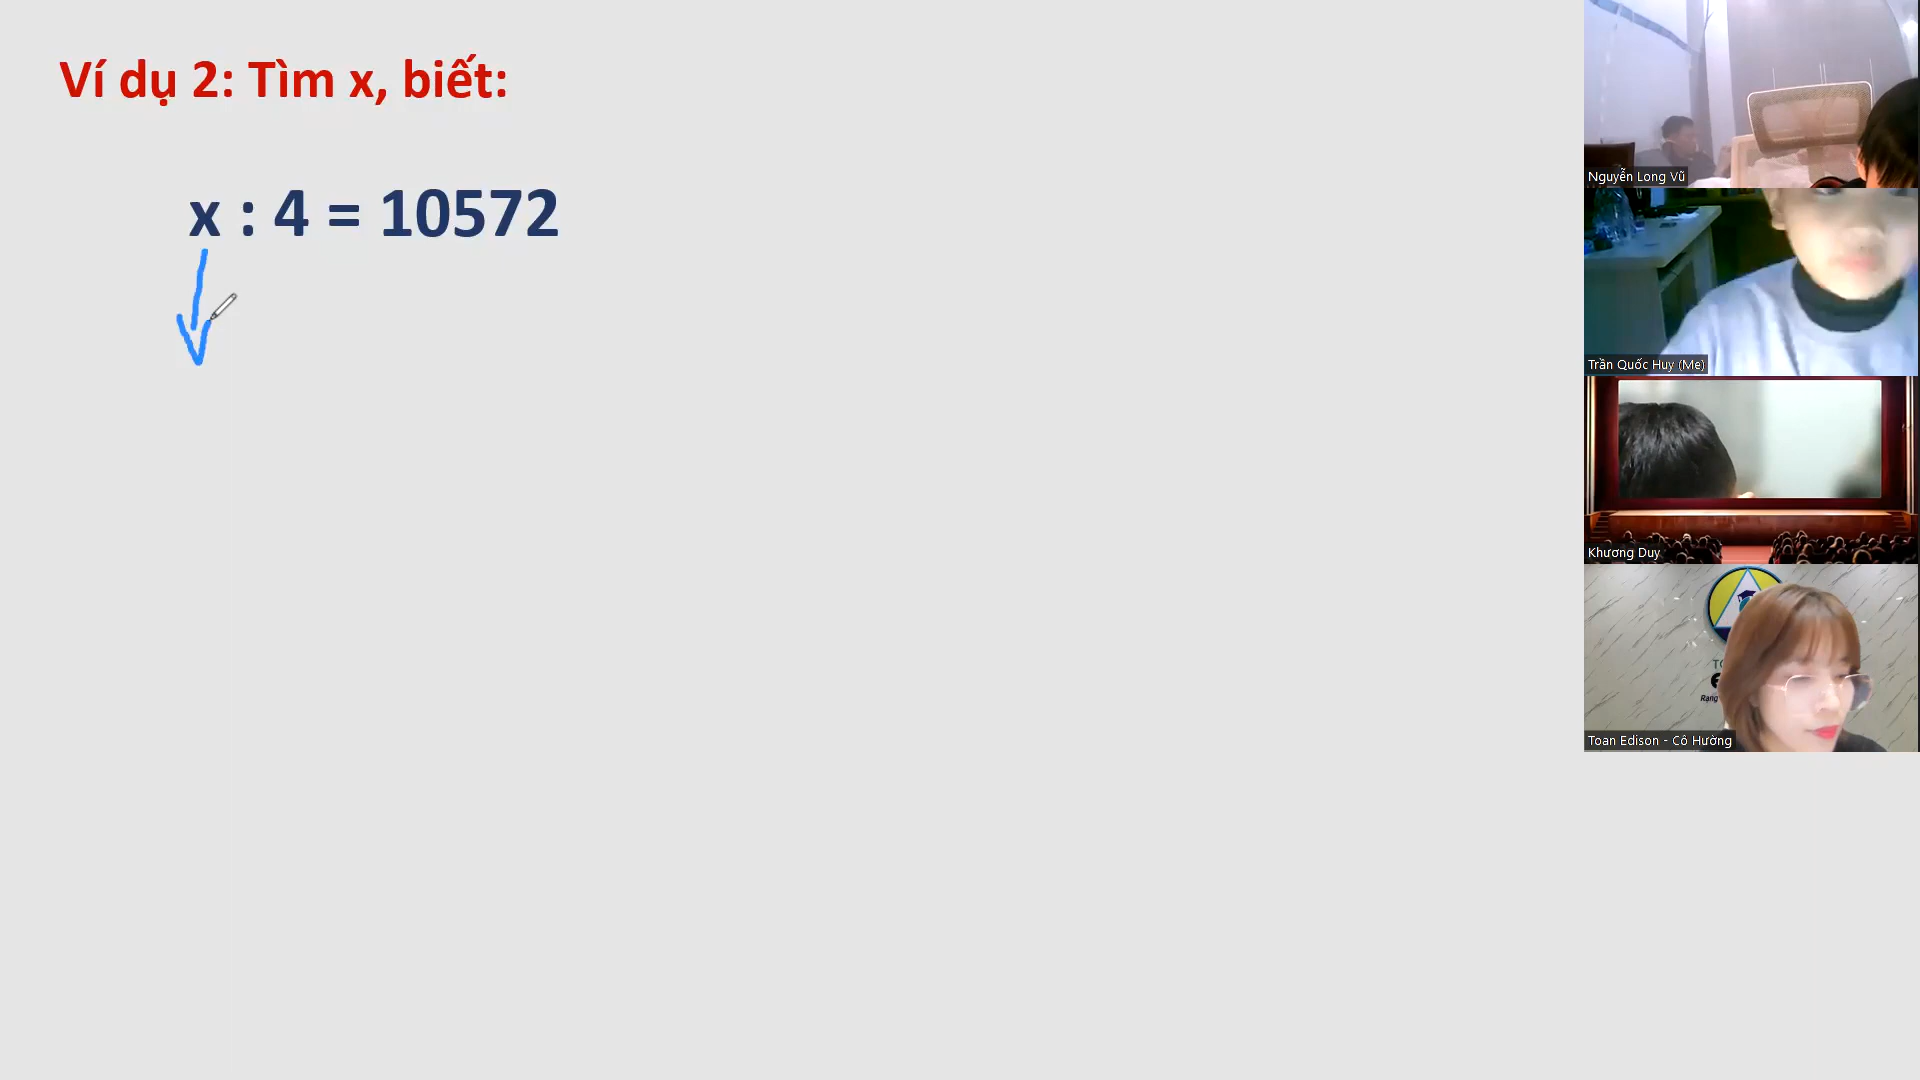 Ví dụ 2: Tìm x, biết:
x : 4 = 10572
Nguyễn Long Vũ
Trần Quốc Huy (Me)
Khương Duy
Toan Edison - Cô Hường